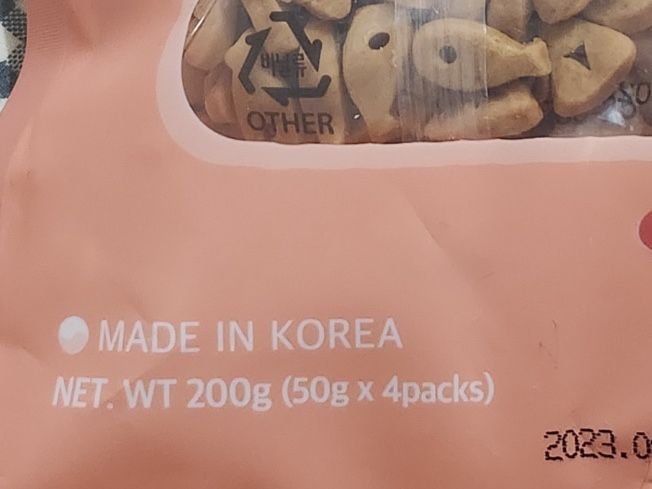 비닐류
OTHER
MADE IN KOREA
NET. WT 200g (50g x 4packs)
2023.0